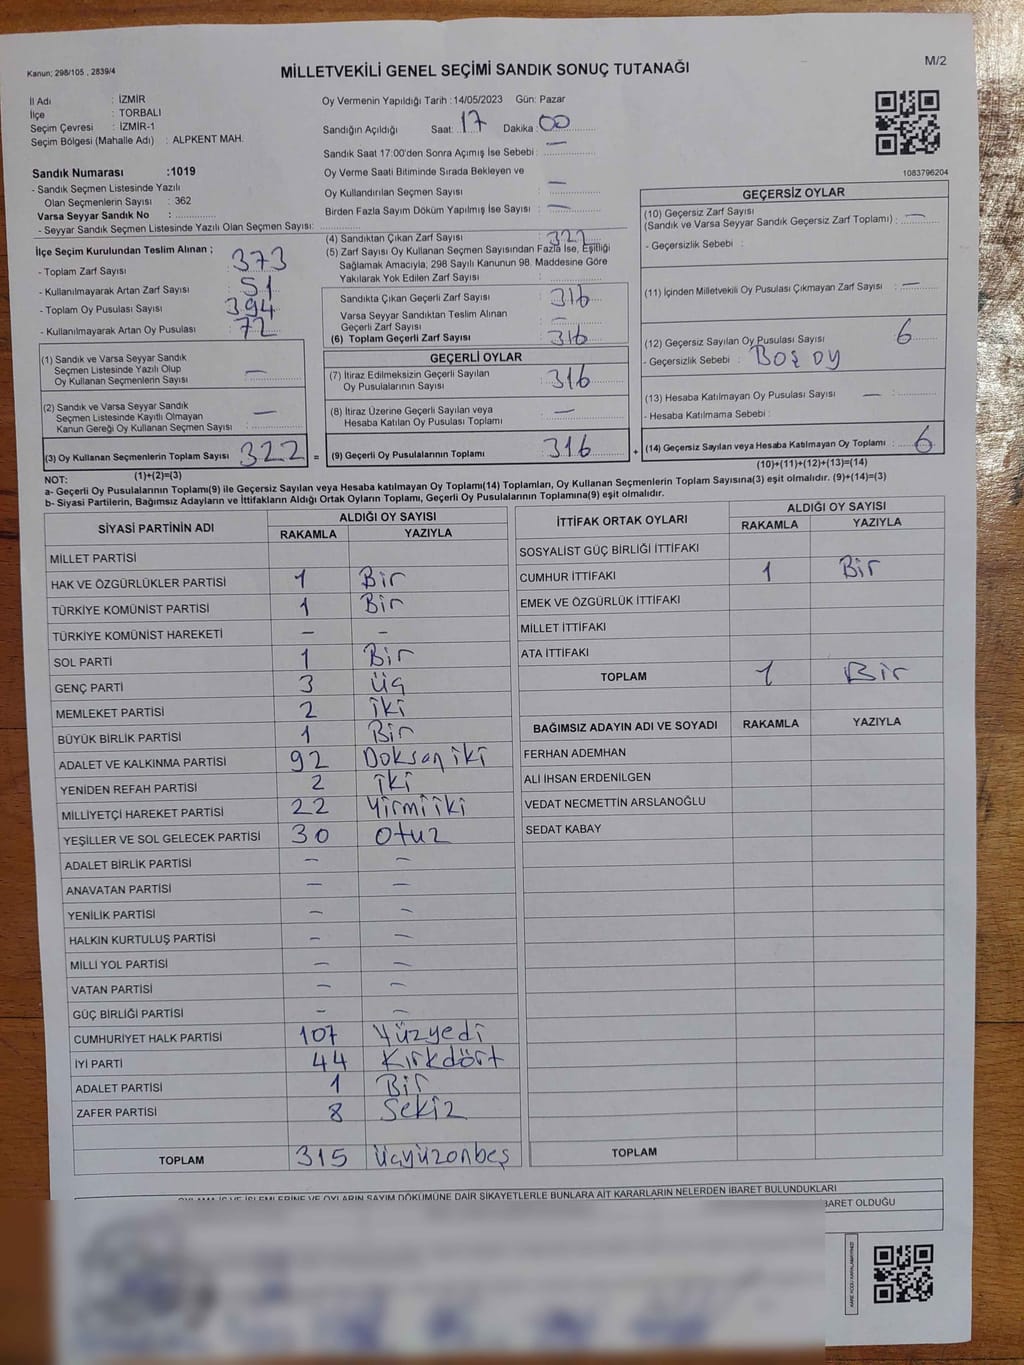 Kanun; 298/105 , 2839/4
M/2
MİLLETVEKİLİ GENEL SEÇİMİ SANDIK SONUÇ TUTANAĞI
İl Adı : İZMİR
İlçe : TORBALI
Seçim Çevresi : İZMİR-1
Seçim Bölgesi (Mahalle Adı) : ALPKENT MAH.
Sandık Numarası :1019
- Sandık Seçmen Listesinde Yazılı
Olan Seçmenlerin Sayısı : 362
Varsa Seyyar Sandık No :
- Seyyar Sandık Seçmen Listesinde Yazılı Olan Seçmen Sayısı:
Oy Vermenin Yapıldığı Tarih :14/05/2023 Gün: Pazar
Sandığın Açıldığı Saat: 17 Dakika 00
Sandık Saat 17:00'den Sonra Açımış İse Sebebi : —
Oy Verme Saati Bitiminde Sırada Bekleyen ve
Oy Kullandırılan Seçmen Sayısı : —
Birden Fazla Sayım Döküm Yapılmış İse Sayısı : —
1083796204
İlçe Seçim Kurulundan Teslim Alınan ;
- Toplam Zarf Sayısı : 373
- Kullanılmayarak Artan Zarf Sayısı : 51
- Toplam Oy Pusulası Sayısı : 394
- Kullanılmayarak Artan Oy Pusulası : 72
(4) Sandıktan Çıkan Zarf Sayısı : 322
(5) Zarf Sayısı Oy Kullanan Seçmen Sayısından Fazla İse, Eşitliği
Sağlamak Amacıyla, 298 Sayılı Kanunun 98. Maddesine Göre
Yakılarak Yok Edilen Zarf Sayısı :
Sandıkta Çıkan Geçerli Zarf Sayısı : 316
Varsa Seyyar Sandıktan Teslim Alınan
Geçerli Zarf Sayısı : —
(6) Toplam Geçerli Zarf Sayısı : 316
GEÇERSİZ OYLAR
(10) Geçersiz Zarf Sayısı
(Sandık ve Varsa Seyyar Sandık Geçersiz Zarf Toplamı) : —
- Geçersizlik Sebebi :
(11) İçinden Milletvekili Oy Pusulası Çıkmayan Zarf Sayısı : —
(12) Geçersiz Sayılan Oy Pusulası Sayısı : 6
- Geçersizlik Sebebi : Boş oy
(13) Hesaba Katılmayan Oy Pusulası Sayısı : —
- Hesaba Katılmama Sebebi :
(14) Geçersiz Sayılan veya Hesaba Katılmayan Oy Toplamı : 6
(10)+(11)+(12)+(13)=(14)
(1) Sandık ve Varsa Seyyar Sandık
Seçmen Listesinde Yazılı Olup
Oy Kullanan Seçmenlerin Sayısı : —
(2) Sandık ve Varsa Seyyar Sandık
Seçmen Listesinde Kayıtlı Olmayan
Kanun Gereği Oy Kullanan Seçmen Sayısı : —
(3) Oy Kullanan Seçmenlerin Toplam Sayısı : 322 =
(1)+(2)=(3)
GEÇERLİ OYLAR
(7) İtiraz Edilmeksizin Geçerli Sayılan
Oy Pusulalarının Sayısı : 316
(8) İtiraz Üzerine Geçerli Sayılan veya
Hesaba Katılan Oy Pusulası Toplamı : —
(9) Geçerli Oy Pusulalarının Toplamı : 316 +
NOT:
a- Geçerli Oy Pusulalarının Toplamı(9) ile Geçersiz Sayılan veya Hesaba Katılmayan Oy Toplamı(14) Toplamları, Oy Kullanan Seçmenlerin Toplam Sayısına(3) eşit olmalıdır. (9)+(14)=(3)
b- Siyasi Partilerin, Bağımsız Adayların ve İttifakların Aldığı Ortak Oyların Toplamı, Geçerli Oy Pusulalarının Toplamına(9) eşit olmalıdır.
SİYASİ PARTİNİN ADI ALDIĞI OY SAYISI
RAKAMLA YAZIYLA
MİLLET PARTİSİ
HAK VE ÖZGÜRLÜKLER PARTİSİ 1 Bir
TÜRKİYE KOMÜNİST PARTİSİ 1 Bir
TÜRKİYE KOMÜNİST HAREKETİ — —
SOL PARTİ 1 Bir
GENÇ PARTİ 3 üç
MEMLEKET PARTİSİ 2 iki
BÜYÜK BİRLİK PARTİSİ 1 Bir
ADALET VE KALKINMA PARTİSİ 92 Doksan iki
YENİDEN REFAH PARTİSİ 2 iki
MİLLİYETÇİ HAREKET PARTİSİ 22 Yirmi iki
YEŞİLLER VE SOL GELECEK PARTİSİ 30 Otuz
ADALET BİRLİK PARTİSİ — —
ANAVATAN PARTİSİ — —
YENİLİK PARTİSİ — —
HALKIN KURTULUŞ PARTİSİ — —
MİLLİ YOL PARTİSİ — —
VATAN PARTİSİ — —
GÜÇ BİRLİĞİ PARTİSİ — —
CUMHURİYET HALK PARTİSİ 107 Yüzyedi
İYİ PARTİ 44 Kırkdört
ADALET PARTİSİ 1 Bir
ZAFER PARTİSİ 8 Sekiz
TOPLAM 315 üçyüzonbeş
İTTİFAK ORTAK OYLARI ALDIĞI OY SAYISI
RAKAMLA YAZIYLA
SOSYALİST GÜÇ BİRLİĞİ İTTİFAKI
CUMHUR İTTİFAKI 1 Bir
EMEK VE ÖZGÜRLÜK İTTİFAKI
MİLLET İTTİFAKI
ATA İTTİFAKI
TOPLAM 1 Bir
BAĞIMSIZ ADAYIN ADI VE SOYADI RAKAMLA YAZIYLA
FERHAN ADEMHAN
ALİ İHSAN ERDENİLGEN
VEDAT NECMETTİN ARSLANOĞLU
SEDAT KABAY
TOPLAM
OYLAMA İŞ VE İŞLEMLERİNE VE OYLARIN SAYIM DÖKÜMÜNE DAİR ŞİKAYETLERLE BUNLARA AİT KARARLARIN NELERDEN İBARET BULUNDUKLARI
İBARET OLDUĞU